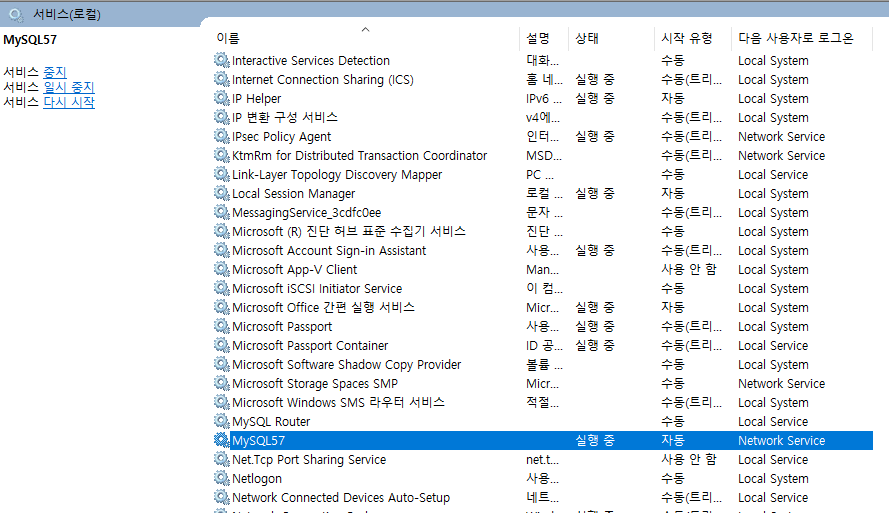 서비스(로컬)
MySQL57
서비스 중지
서비스 일시 중지
서비스 다시 시작
이름 설명 상태 시작 유형 다음 사용자로 로그온
Interactive Services Detection 대화... 수동 Local System
Internet Connection Sharing (ICS) 홈 네... 실행 중 수동(트리... Local System
IP Helper IPv6 ... 실행 중 자동 Local System
IP 변환 구성 서비스 v4에... 수동(트리... Local System
IPsec Policy Agent 인터... 실행 중 수동(트리... Network Service
KtmRm for Distributed Transaction Coordinator MSD... 수동(트리... Network Service
Link-Layer Topology Discovery Mapper PC ... 수동 Local Service
Local Session Manager 로컬 ... 실행 중 자동 Local System
MessagingService_3cdfc0ee 문자 ... 수동(트리... Local System
Microsoft (R) 진단 허브 표준 수집기 서비스 진단 ... 수동 Local System
Microsoft Account Sign-in Assistant 사용... 실행 중 수동(트리... Local System
Microsoft App-V Client Man... 사용 안 함 Local System
Microsoft iSCSI Initiator Service 이 컴... 수동 Local System
Microsoft Office 간편 실행 서비스 Micr... 실행 중 자동 Local System
Microsoft Passport 사용... 실행 중 수동(트리... Local System
Microsoft Passport Container ID 공... 실행 중 수동(트리... Local Service
Microsoft Software Shadow Copy Provider 볼륨 ... 수동 Local System
Microsoft Storage Spaces SMP Micr... 수동 Network Service
Microsoft Windows SMS 라우터 서비스 적절... 수동(트리... Local System
MySQL Router 수동 Local Service
MySQL57 실행 중 자동 Network Service
Net.Tcp Port Sharing Service net.t... 사용 안 함 Local Service
Netlogon 사용... 수동 Local System
Network Connected Devices Auto-Setup 네트... 수동(트리... Local Service